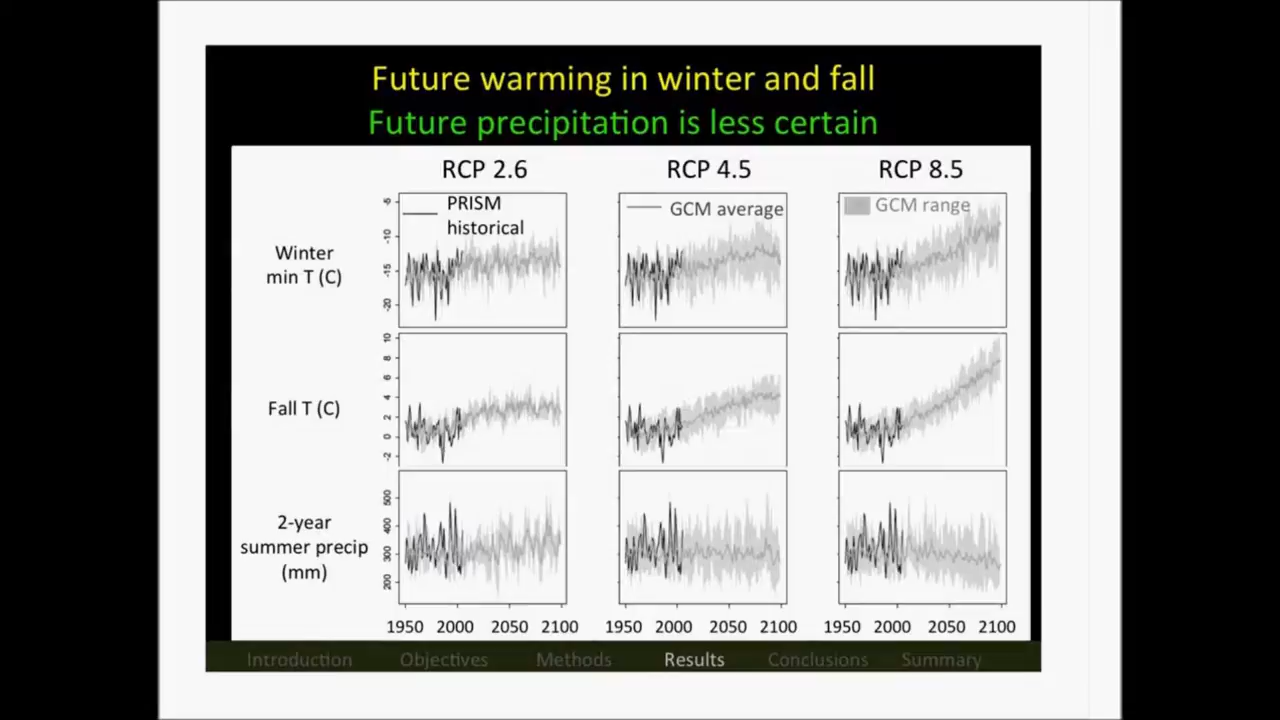 Future warming in winter and fall
Future precipitation is less certain
RCP 2.6
RCP 4.5
RCP 8.5
PRISM
historical
GCM average
GCM range
Winter
min T (C)
-5
-10
-15
-20
Fall T (C)
10
8
6
4
2
0
-2
2-year
summer precip
(mm)
500
400
300
200
1950 2000 2050 2100
1950 2000 2050 2100
1950 2000 2050 2100
Introduction Objectives Methods Results Conclusions Summary